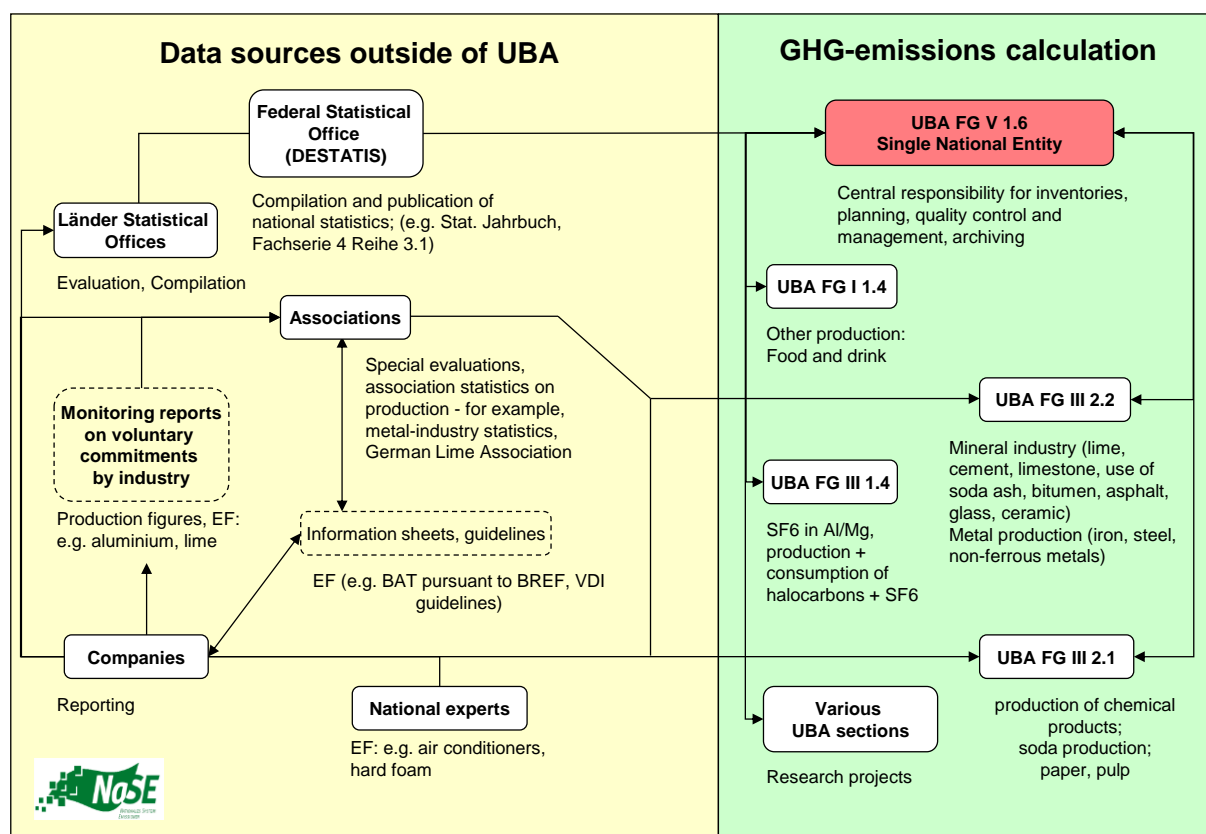 Data sources outside of UBA
Federal Statistical
Office
(DESTATIS)
Compilation and publication of
national statistics; (e.g. Stat. Jahrbuch,
Fachserie 4 Reihe 3.1)
Länder Statistical
Offices
Evaluation, Compilation
Associations
Special evaluations,
association statistics on
production - for example,
metal-industry statistics,
German Lime Association
Monitoring reports
on voluntary
commitments
by industry
Production figures, EF:
e.g. aluminium, lime
Information sheets, guidelines
EF (e.g. BAT pursuant to BREF, VDI
guidelines)
Companies
Reporting
National experts
EF: e.g. air conditioners,
hard foam
NaSE
NATIONALES SYSTEM
EMISSIONEN
GHG-emissions calculation
UBA FG V 1.6
Single National Entity
Central responsibility for inventories,
planning, quality control and
management, archiving
UBA FG I 1.4
Other production:
Food and drink
UBA FG III 2.2
Mineral industry (lime,
cement, limestone, use of
soda ash, bitumen, asphalt,
glass, ceramic)
Metal production (iron, steel,
non-ferrous metals)
UBA FG III 1.4
SF6 in Al/Mg,
production +
consumption of
halocarbons + SF6
UBA FG III 2.1
production of chemical
products;
soda production;
paper, pulp
Various
UBA sections
Research projects